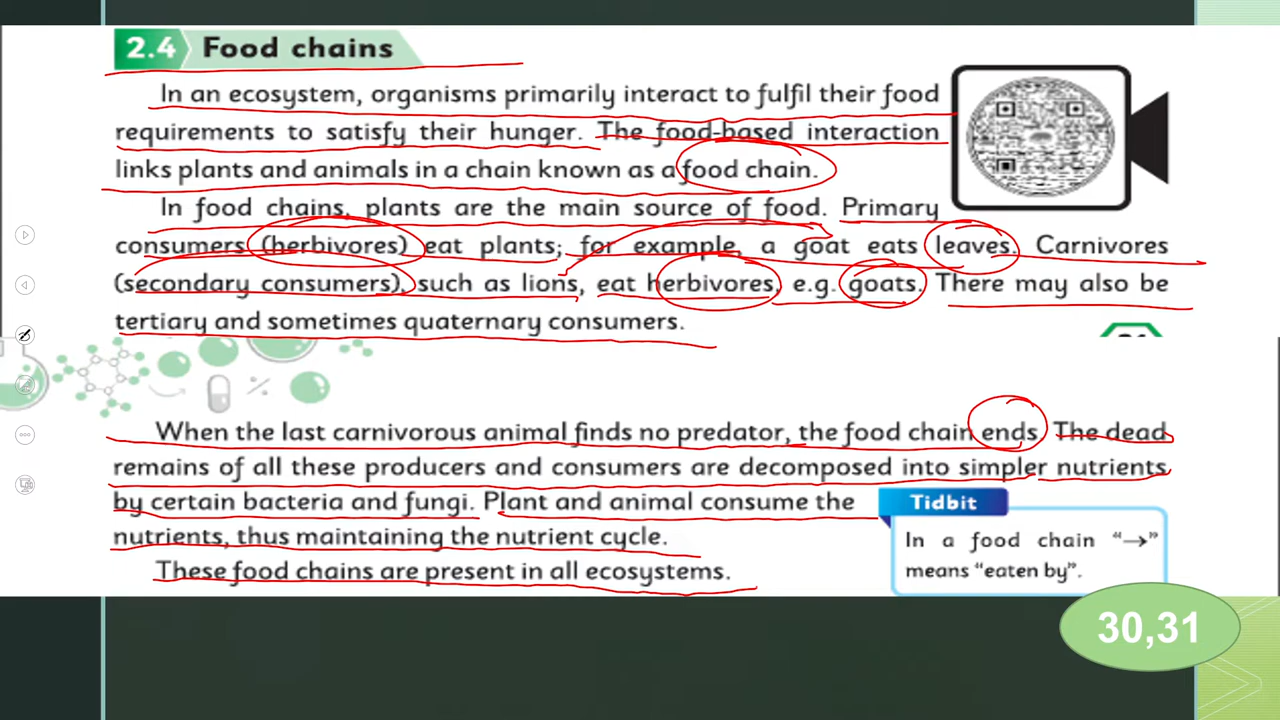 2.4 Food chains
In an ecosystem, organisms primarily interact to fulfil their food
requirements to satisfy their hunger. The food-based interaction
links plants and animals in a chain known as a food chain.
In food chains, plants are the main source of food. Primary
consumers (herbivores) eat plants; for example, a goat eats leaves. Carnivores
(secondary consumers), such as lions, eat herbivores, e.g. goats. There may also be
tertiary and sometimes quaternary consumers.
When the last carnivorous animal finds no predator, the food chain ends. The dead
remains of all these producers and consumers are decomposed into simpler nutrients
by certain bacteria and fungi. Plant and animal consume the
nutrients, thus maintaining the nutrient cycle.
These food chains are present in all ecosystems.
Tidbit
In a food chain “→”
means “eaten by”.
30,31